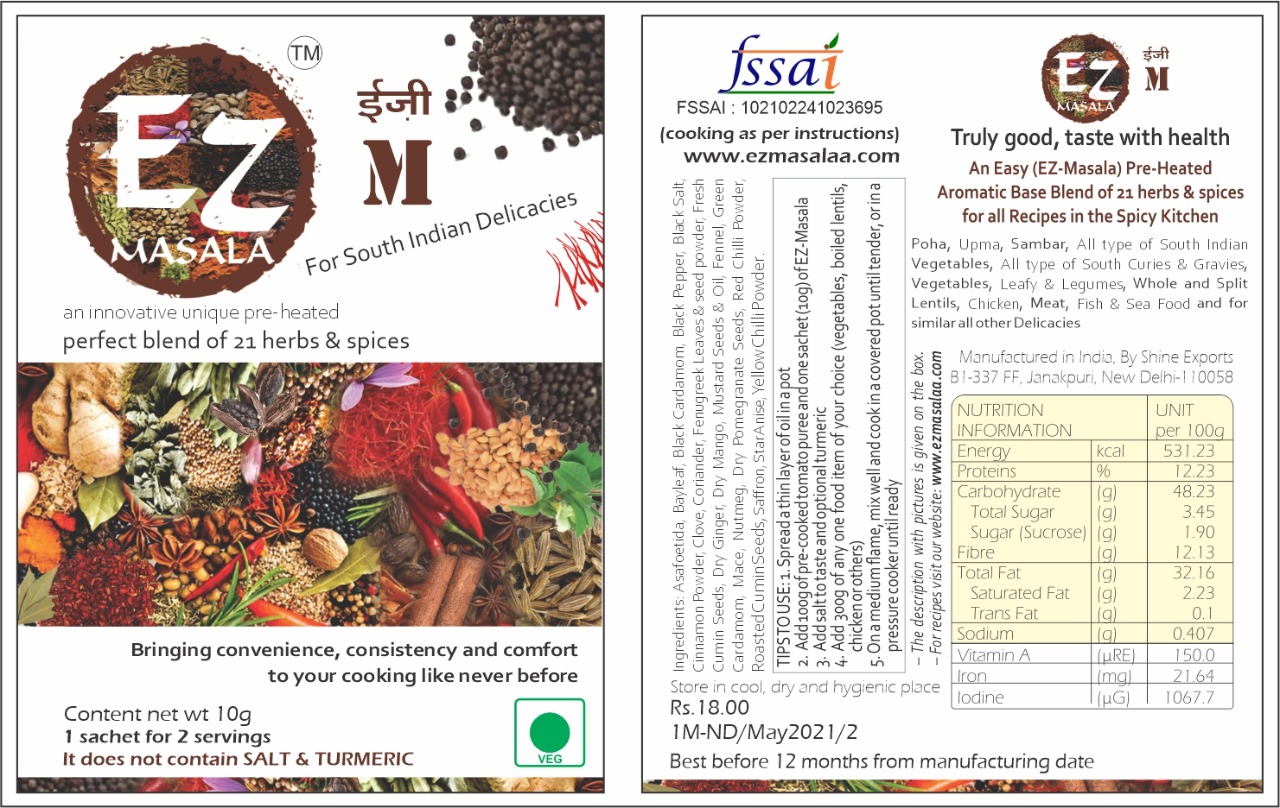 TM
EZ
MASALA
ईज़ी
M
For South Indian Delicacies
an innovative unique pre-heated
perfect blend of 21 herbs & spices
Bringing convenience, consistency and comfort
to your cooking like never before
Content net wt 10g
1 sachet for 2 servings
It does not contain SALT & TURMERIC
VEG
fssai
FSSAI : 102102241023695
(cooking as per instructions)
www.ezmasalaa.com
Ingredients: Asafoetida, Bayleaf, Black Cardamon, Black Pepper, Black Salt,
Cinnamon Powder, Clove, Coriander, Fenugreek Leaves & seed powder, Fresh
Cumin Seeds, Dry Ginger, Dry Mango, Mustard Seeds & Oil, Fennel, Green
Cardamom, Mace, Nutmeg, Dry Pomegranate Seeds, Red Chilli Powder,
Roasted Cumin Seeds, Saffron, Star Anise, Yellow Chilli Powder.
TIPS TO USE: 1. Spread a thin layer of oil in a pot
2. Add 100g of pre-cooked tomato puree and one sachet (10g) of EZ-Masala
3. Add salt to taste and optional turmeric
4. Add 300g of any one food item of your choice (vegetables, boiled lentils,
chicken or others)
5. On a medium flame, mix well and cook in a covered pot until tender, or in a
pressure cooker until ready
– The description with pictures is given on the box.
– For recipes visit our website: www.ezmasalaa.com
Store in cool, dry and hygienic place
Rs.18.00
1M-ND/May2021/2
Best before 12 months from manufacturing date
EZ
MASALA
ईज़ी
M
Truly good, taste with health
An Easy (EZ-Masala) Pre-Heated
Aromatic Base Blend of 21 herbs & spices
for all Recipes in the Spicy Kitchen
Poha, Upma, Sambar, All type of South Indian
Vegetables, All type of South Curies & Gravies,
Vegetables, Leafy & Legumes, Whole and Split
Lentils, Chicken, Meat, Fish & Sea Food and for
similar all other Delicacies
Manufactured in India, By Shine Exports
B1-337 FF, Janakpuri, New Delhi-110058
NUTRITION INFORMATION UNIT per 100g
Energy kcal 531.23
Proteins % 12.23
Carbohydrate (g) 48.23
Total Sugar (g) 3.45
Sugar (Sucrose) (g) 1.90
Fibre (g) 12.13
Total Fat (g) 32.16
Saturated Fat (g) 2.23
Trans Fat (g) 0.1
Sodium (g) 0.407
Vitamin A (µRE) 150.0
Iron (mg) 21.64
Iodine (µG) 1067.7